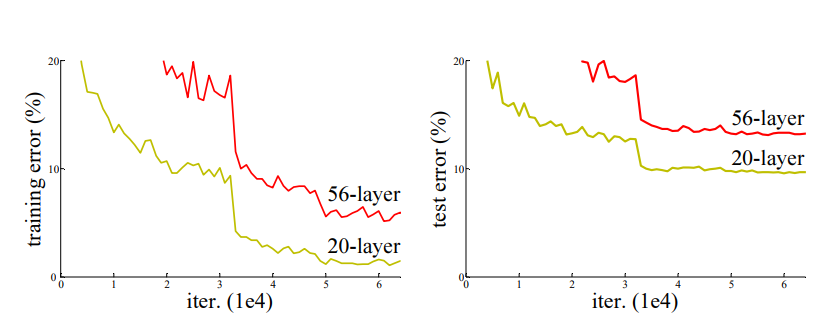 20
10
0
training error (%)
56-layer
20-layer
0 1 2 3 4 5 6
iter. (1e4)
20
10
0
test error (%)
56-layer
20-layer
0 1 2 3 4 5 6
iter. (1e4)